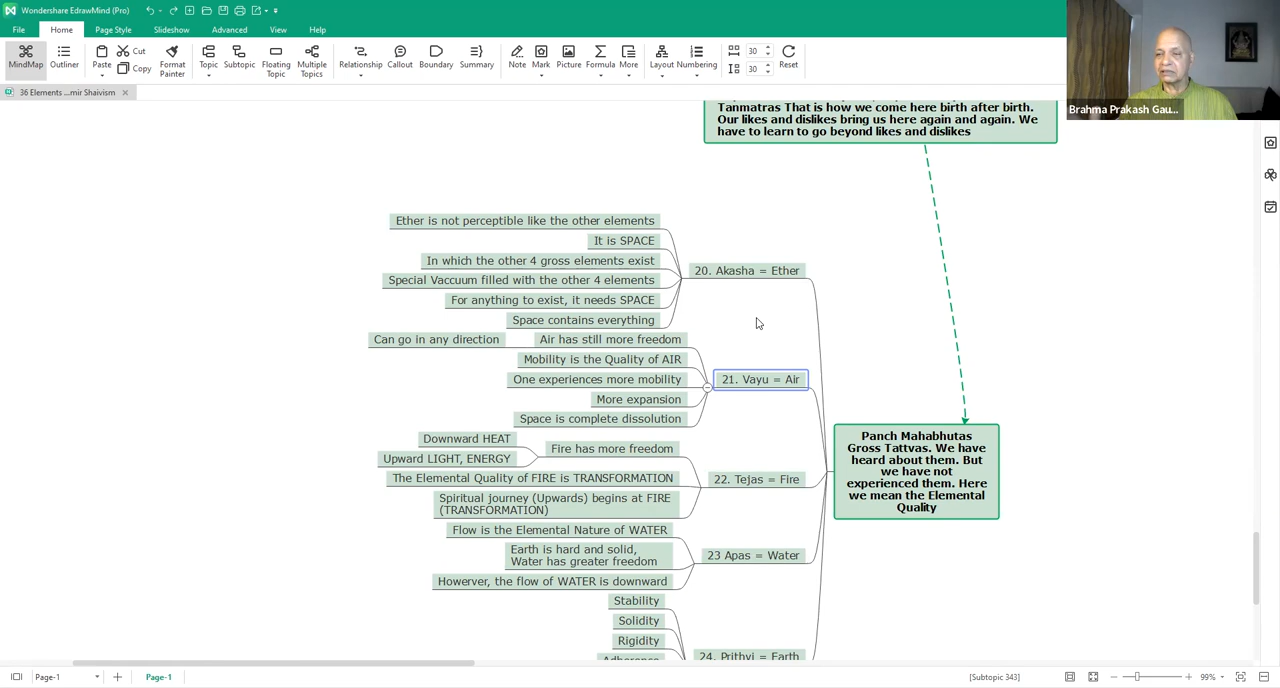 Wondershare EdrawMind (Pro)
File Home Page Style Slideshow Advanced View Help
MindMap Outliner Paste Cut Copy Format Painter Topic Subtopic Floating Topic Multiple Topics Relationship Callout Boundary Summary Note Mark Picture Formula More Layout Numbering 30 30 Reset
36 Elements ...mir Shaivism
Brahma Prakash Gau...
Tanmatras That is how we come here birth after birth.
Our likes and dislikes bring us here again and again. We
have to learn to go beyond likes and dislikes
Ether is not perceptible like the other elements
It is SPACE
In which the other 4 gross elements exist
Special Vaccuum filled with the other 4 elements
For anything to exist, it needs SPACE
Space contains everything
20. Akasha = Ether
Can go in any direction
Air has still more freedom
Mobility is the Quality of AIR
One experiences more mobility
More expansion
Space is complete dissolution
21. Vayu = Air
Downward HEAT
Upward LIGHT, ENERGY
Fire has more freedom
The Elemental Quality of FIRE is TRANSFORMATION
Spiritual journey (Upwards) begins at FIRE
(TRANSFORMATION)
22. Tejas = Fire
Flow is the Elemental Nature of WATER
Earth is hard and solid,
Water has greater freedom
Howerver, the flow of WATER is downward
23 Apas = Water
Stability
Solidity
Rigidity
Adherence
24. Prithvi = Earth
Panch Mahabhutas
Gross Tattvas. We have
heard about them. But
we have not
experienced them. Here
we mean the Elemental
Quality
Page-1
Page-1
[Subtopic 343]
99%